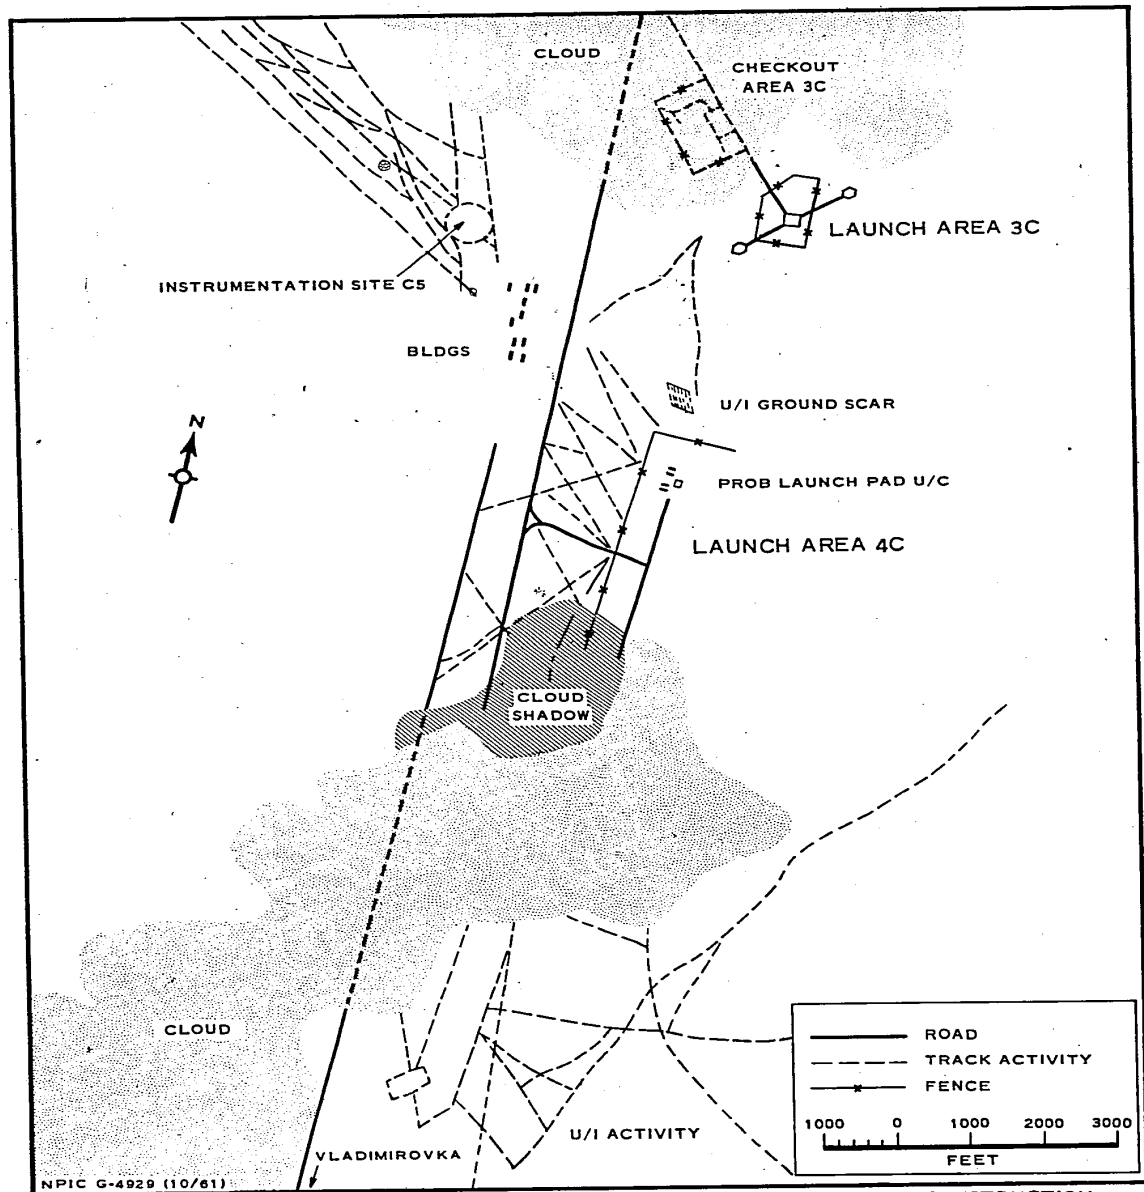 CLOUD
CHECKOUT
AREA 3C
LAUNCH AREA 3C
INSTRUMENTATION SITE C5
BLDGS
U/I GROUND SCAR
N
PROB LAUNCH PAD U/C
LAUNCH AREA 4C
CLOUD
SHADOW
CLOUD
ROAD
TRACK ACTIVITY
FENCE
1000 0 1000 2000 3000
FEET
U/I ACTIVITY
VLADIMIROVKA
NPIC G-4929 (10/61)